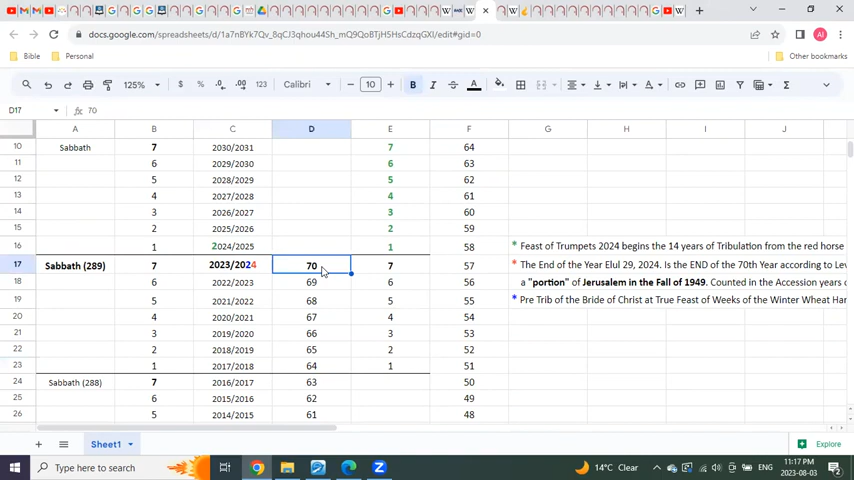 docs.google.com/spreadsheets/d/1a7nBYk7Qv_8qCJ3qhou44Sh_mQ9QoBTjH5HsCdzqGXI/edit#gid=0
Bible Personal Other bookmarks
125% $ % .0 .00 123 Calibri 10 B I A
D17 fx 70
A B C D E F G H I J
10 Sabbath 7 2030/2031 7 64
11 6 2029/2030 6 63
12 5 2028/2029 5 62
13 4 2027/2028 4 61
14 3 2026/2027 3 60
15 2 2025/2026 2 59
16 1 2024/2025 1 58 * Feast of Trumpets 2024 begins the 14 years of Tribulation from the red horse
17 Sabbath (289) 7 2023/2024 70 7 57 * The End of the Year Elul 29, 2024. Is the END of the 70th Year according to Lev
18 6 2022/2023 69 6 56 a "portion" of Jerusalem in the Fall of 1949. Counted in the Accession years o
19 5 2021/2022 68 5 55 * Pre Trib of the Bride of Christ at True Feast of Weeks of the Winter Wheat Har
20 4 2020/2021 67 4 54
21 3 2019/2020 66 3 53
22 2 2018/2019 65 2 52
23 1 2017/2018 64 1 51
24 Sabbath (288) 7 2016/2017 63 50
25 6 2015/2016 62 49
26 5 2014/2015 61 48
Sheet1 Explore
Type here to search 14°C Clear ENG 11:17 PM 2023-08-03 2